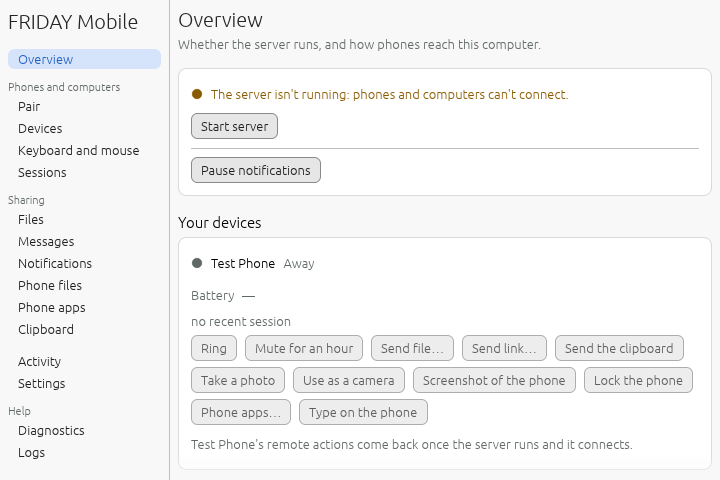 FRIDAY Mobile
Overview
Phones and computers
Pair
Devices
Keyboard and mouse
Sessions
Sharing
Files
Messages
Notifications
Phone files
Phone apps
Clipboard
Activity
Settings
Help
Diagnostics
Logs
Overview
Whether the server runs, and how phones reach this computer.
The server isn't running: phones and computers can't connect.
Start server
Pause notifications
Your devices
Test Phone Away
Battery —
no recent session
Ring Mute for an hour Send file… Send link… Send the clipboard
Take a photo Use as a camera Screenshot of the phone Lock the phone
Phone apps… Type on the phone
Test Phone's remote actions come back once the server runs and it connects.